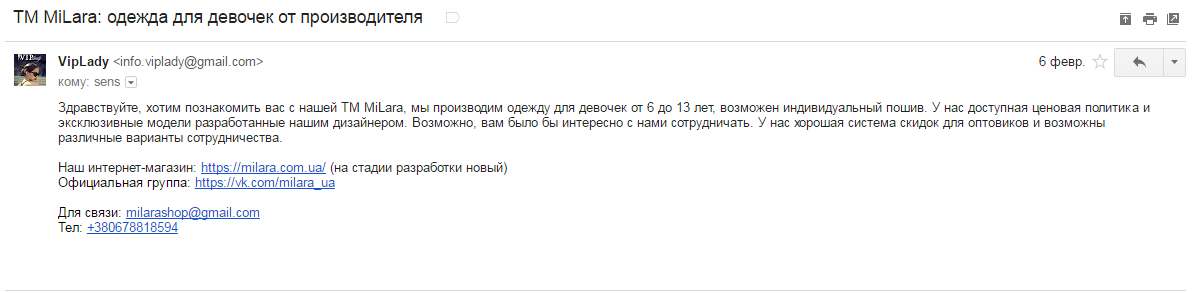 ТМ MiLara: одежда для девочек от производителя
VipLady <info.viplady@gmail.com>
6 февр.
кому: sens
Здравствуйте, хотим познакомить вас с нашей ТМ MiLara, мы производим одежду для девочек от 6 до 13 лет, возможен индивидуальный пошив. У нас доступная ценовая политика и
эксклюзивные модели разработанные нашим дизайнером. Возможно, вам было бы интересно с нами сотрудничать. У нас хорошая система скидок для оптовиков и возможны
различные варианты сотрудничества.
Наш интернет-магазин: https://milara.com.ua/ (на стадии разработки новый)
Официальная группа: https://vk.com/milara_ua
Для связи: milarashop@gmail.com
Тел: +380678818594